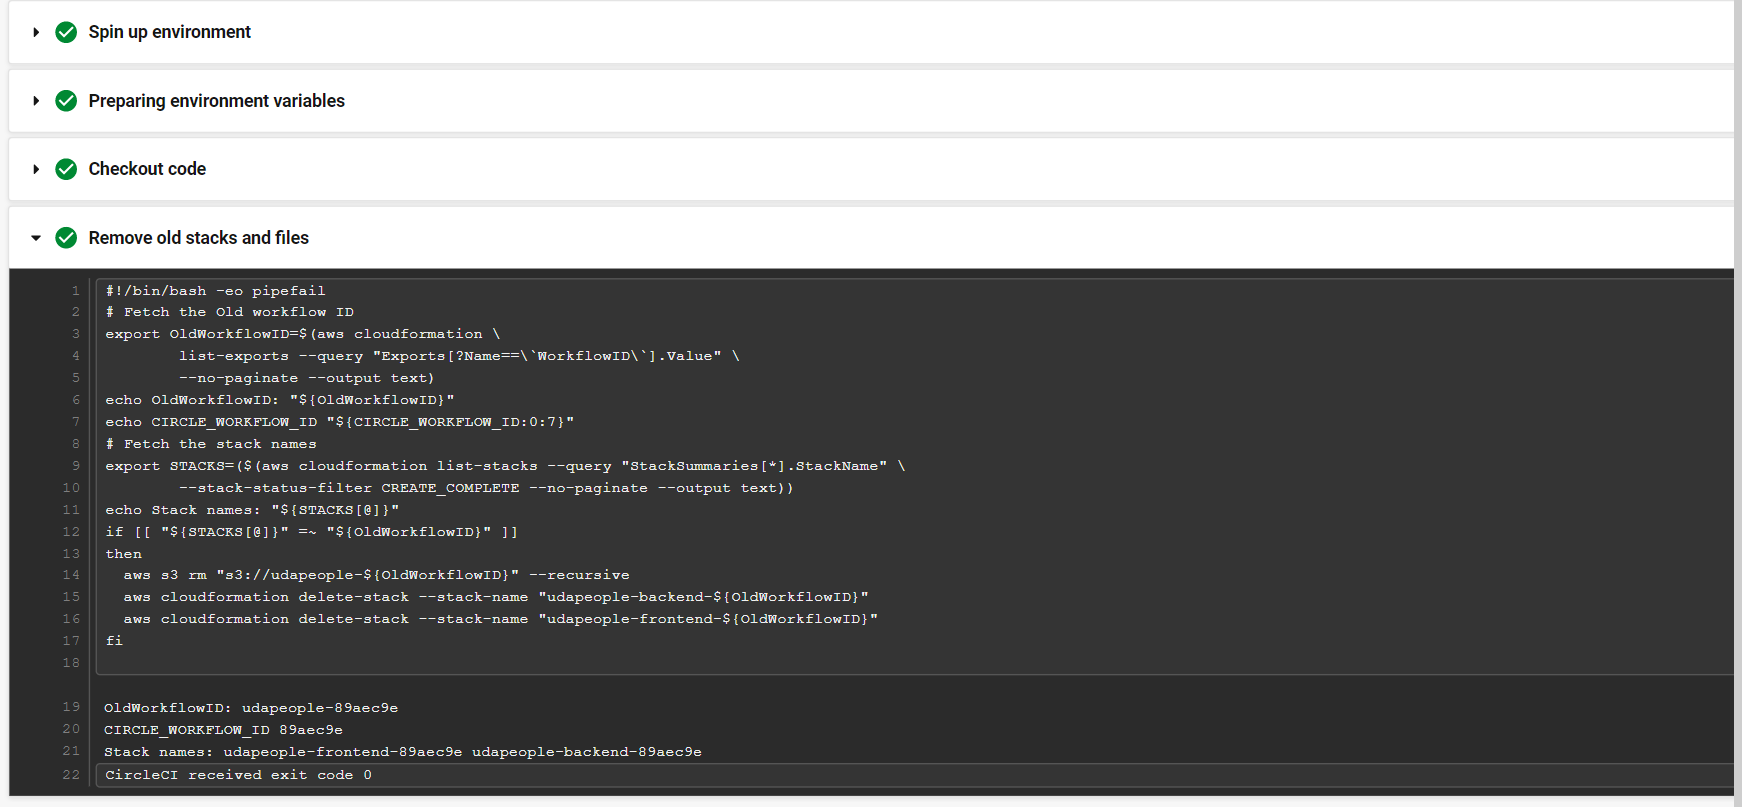 Spin up environment
Preparing environment variables
Checkout code
Remove old stacks and files
1 #!/bin/bash -eo pipefail
2 # Fetch the Old workflow ID
3 export OldWorkflowID=$(aws cloudformation \
4 list-exports --query "Exports[?Name==\`WorkflowID\`].Value" \
5 --no-paginate --output text)
6 echo OldWorkflowID: "${OldWorkflowID}"
7 echo CIRCLE_WORKFLOW_ID "${CIRCLE_WORKFLOW_ID:0:7}"
8 # Fetch the stack names
9 export STACKS=($(aws cloudformation list-stacks --query "StackSummaries[*].StackName" \
10 --stack-status-filter CREATE_COMPLETE --no-paginate --output text))
11 echo Stack names: "${STACKS[@]}"
12 if [[ "${STACKS[@]}" =~ "${OldWorkflowID}" ]]
13 then
14 aws s3 rm "s3://udapeople-${OldWorkflowID}" --recursive
15 aws cloudformation delete-stack --stack-name "udapeople-backend-${OldWorkflowID}"
16 aws cloudformation delete-stack --stack-name "udapeople-frontend-${OldWorkflowID}"
17 fi
18
19 OldWorkflowID: udapeople-89aec9e
20 CIRCLE_WORKFLOW_ID 89aec9e
21 Stack names: udapeople-frontend-89aec9e udapeople-backend-89aec9e
22 CircleCI received exit code 0